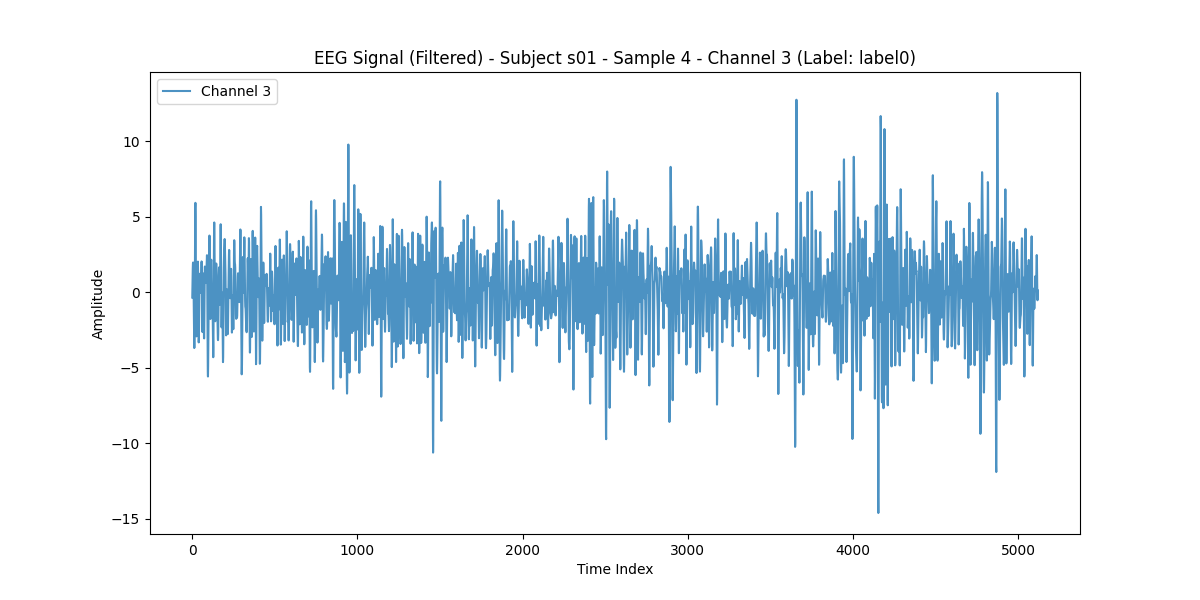 EEG Signal (Filtered) - Subject s01 - Sample 4 - Channel 3 (Label: label0)
Channel 3
10
5
0
−5
−10
−15
Amplitude
0 1000 2000 3000 4000 5000
Time Index